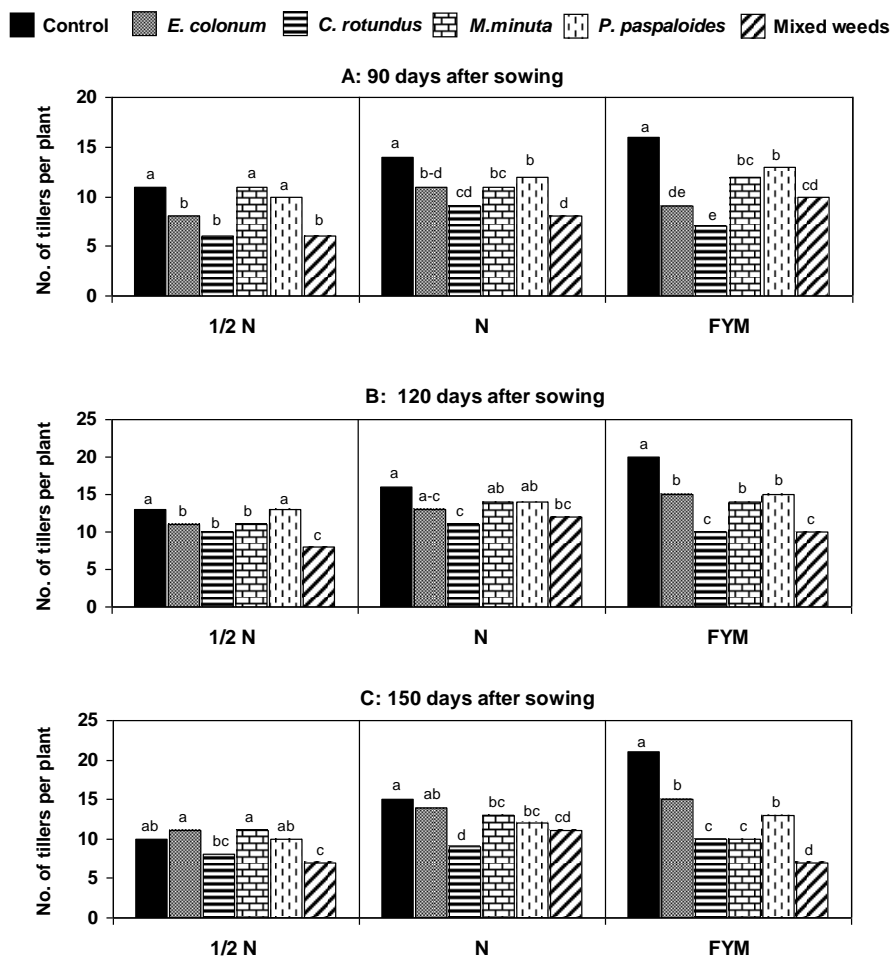 Control E. colonum C. rotundus M.minuta P. paspaloides Mixed weeds
A: 90 days after sowing
No. of tillers per plant
20
15
10
5
0
a b b a a b
a b-d cd bc b d
a de e bc b cd
1/2 N N FYM
B: 120 days after sowing
No. of tillers per plant
25
20
15
10
5
0
a b b b a c
a a-c c ab ab bc
a b c b b c
1/2 N N FYM
C: 150 days after sowing
No. of tillers per plant
25
20
15
10
5
0
ab a bc a ab c
a ab d bc bc cd
a b c c b d
1/2 N N FYM